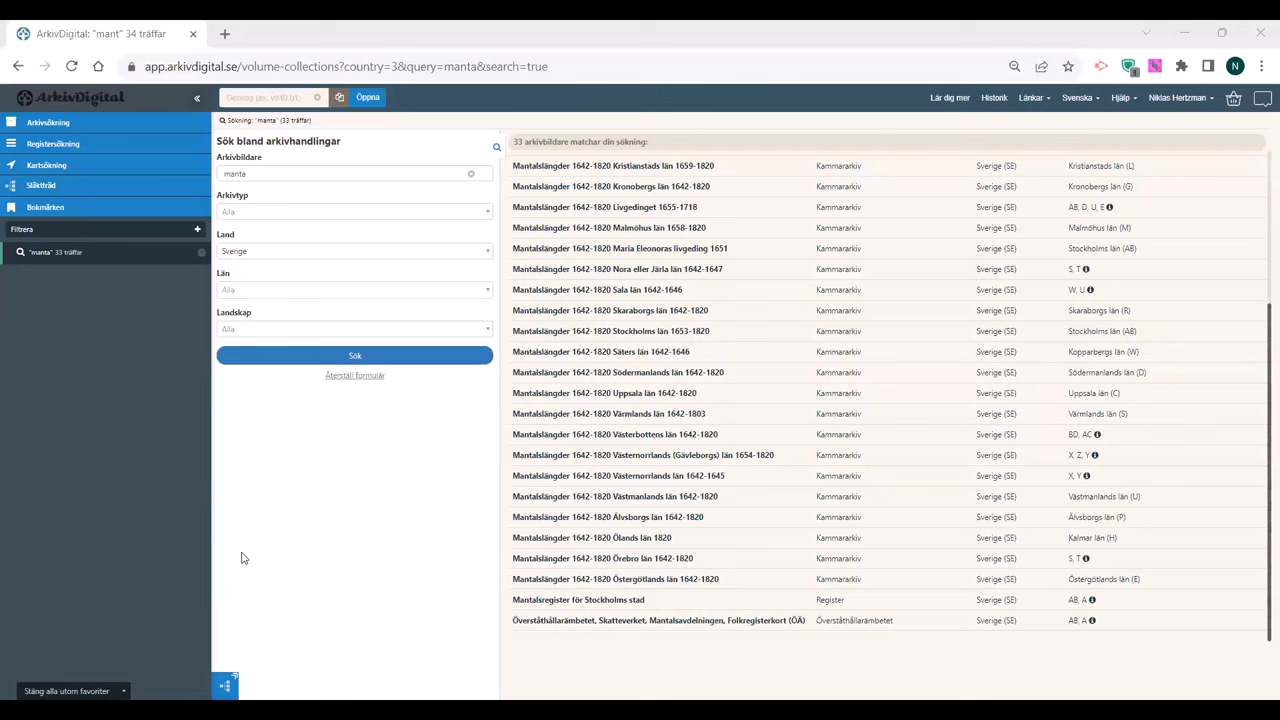 ArkivDigital: "mant" 34 träffar
app.arkivdigital.se/volume-collections?country=3&query=manta&search=true
3
N
ArkivDigital
Genväg (ex. v840.b1)
Öppna
Lär dig mer
Historik
Länkar
Svenska
Hjälp
Niklas Hertzman
Arkivsökning
Registersökning
Kartsökning
Släktträd
Bokmärken
Filtrera
"manta" 33 träffar
Stäng alla utom favoriter
Sökning: "manta" (33 träffar)
Sök bland arkivhandlingar
Arkivbildare
manta
Arkivtyp
Alla
Land
Sverige
Län
Alla
Landskap
Alla
Sök
Återställ formulär
33 arkivbildare matchar din sökning:
Mantalslängder 1642-1820 Kristianstads län 1659-1820 Kammararkiv Sverige (SE) Kristianstads län (L)
Mantalslängder 1642-1820 Kronobergs län 1642-1820 Kammararkiv Sverige (SE) Kronobergs län (G)
Mantalslängder 1642-1820 Livgedinget 1655-1718 Kammararkiv Sverige (SE) AB, D, U, E
Mantalslängder 1642-1820 Malmöhus län 1658-1820 Kammararkiv Sverige (SE) Malmöhus län (M)
Mantalslängder 1642-1820 Maria Eleonoras livgeding 1651 Kammararkiv Sverige (SE) Stockholms län (AB)
Mantalslängder 1642-1820 Nora eller Järla län 1642-1647 Kammararkiv Sverige (SE) S, T
Mantalslängder 1642-1820 Sala län 1642-1646 Kammararkiv Sverige (SE) W, U
Mantalslängder 1642-1820 Skaraborgs län 1642-1820 Kammararkiv Sverige (SE) Skaraborgs län (R)
Mantalslängder 1642-1820 Stockholms län 1653-1820 Kammararkiv Sverige (SE) Stockholms län (AB)
Mantalslängder 1642-1820 Säters län 1642-1646 Kammararkiv Sverige (SE) Kopparbergs län (W)
Mantalslängder 1642-1820 Södermanlands län 1642-1820 Kammararkiv Sverige (SE) Södermanlands län (D)
Mantalslängder 1642-1820 Uppsala län 1642-1820 Kammararkiv Sverige (SE) Uppsala län (C)
Mantalslängder 1642-1820 Värmlands län 1642-1803 Kammararkiv Sverige (SE) Värmlands län (S)
Mantalslängder 1642-1820 Västerbottens län 1642-1820 Kammararkiv Sverige (SE) BD, AC
Mantalslängder 1642-1820 Västernorrlands (Gävleborgs) län 1654-1820 Kammararkiv Sverige (SE) X, Z, Y
Mantalslängder 1642-1820 Västernorrlands län 1642-1645 Kammararkiv Sverige (SE) X, Y
Mantalslängder 1642-1820 Västmanlands län 1642-1820 Kammararkiv Sverige (SE) Västmanlands län (U)
Mantalslängder 1642-1820 Älvsborgs län 1642-1820 Kammararkiv Sverige (SE) Älvsborgs län (P)
Mantalslängder 1642-1820 Ölands län 1820 Kammararkiv Sverige (SE) Kalmar län (H)
Mantalslängder 1642-1820 Örebro län 1642-1820 Kammararkiv Sverige (SE) S, T
Mantalslängder 1642-1820 Östergötlands län 1642-1820 Kammararkiv Sverige (SE) Östergötlands län (E)
Mantalsregister för Stockholms stad Register Sverige (SE) AB, A
Överståthållarämbetet, Skatteverket, Mantalsavdelningen, Folkregisterkort (ÖÄ) Överståthållarämbetet Sverige (SE) AB, A